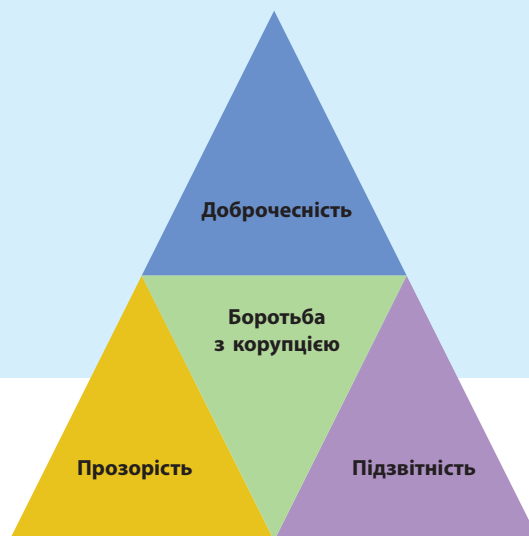 Доброчесність
Боротьба
з корупцією
Прозорість
Підзвітність